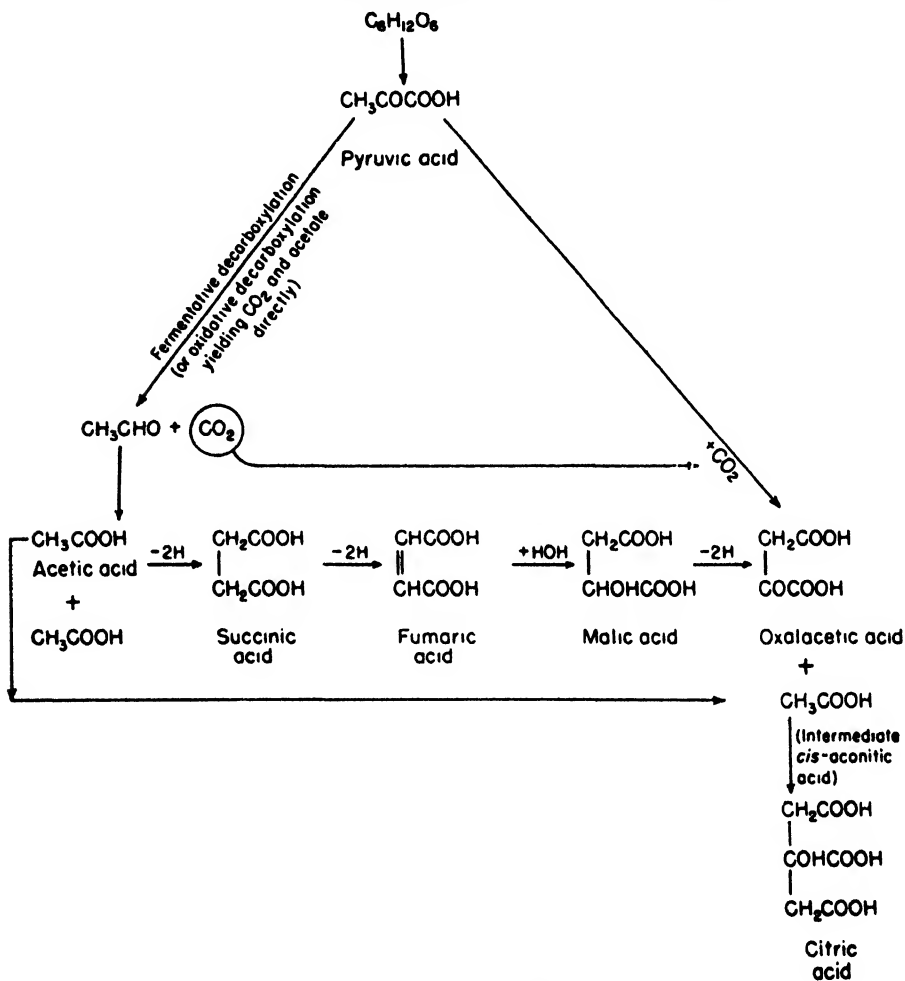 C₆H₁₂O₆
CH₃COCOOH
Pyruvic acid
Fermentative decarboxylation
(or oxidative decarboxylation
yielding CO₂ and acetate
directly)
CH₃CHO + CO₂
+CO₂
CH₃COOH
Acetic acid
+
CH₃COOH
-2H
CH₂COOH
CH₂COOH
Succinic
acid
-2H
CHCOOH
CHCOOH
Fumaric
acid
+HOH
CH₂COOH
CHOHCOOH
Malic acid
-2H
CH₂COOH
COCOOH
Oxalacetic acid
+
CH₃COOH
(Intermediate
cis-aconitic
acid)
CH₂COOH
COHCOOH
CH₂COOH
Citric
acid